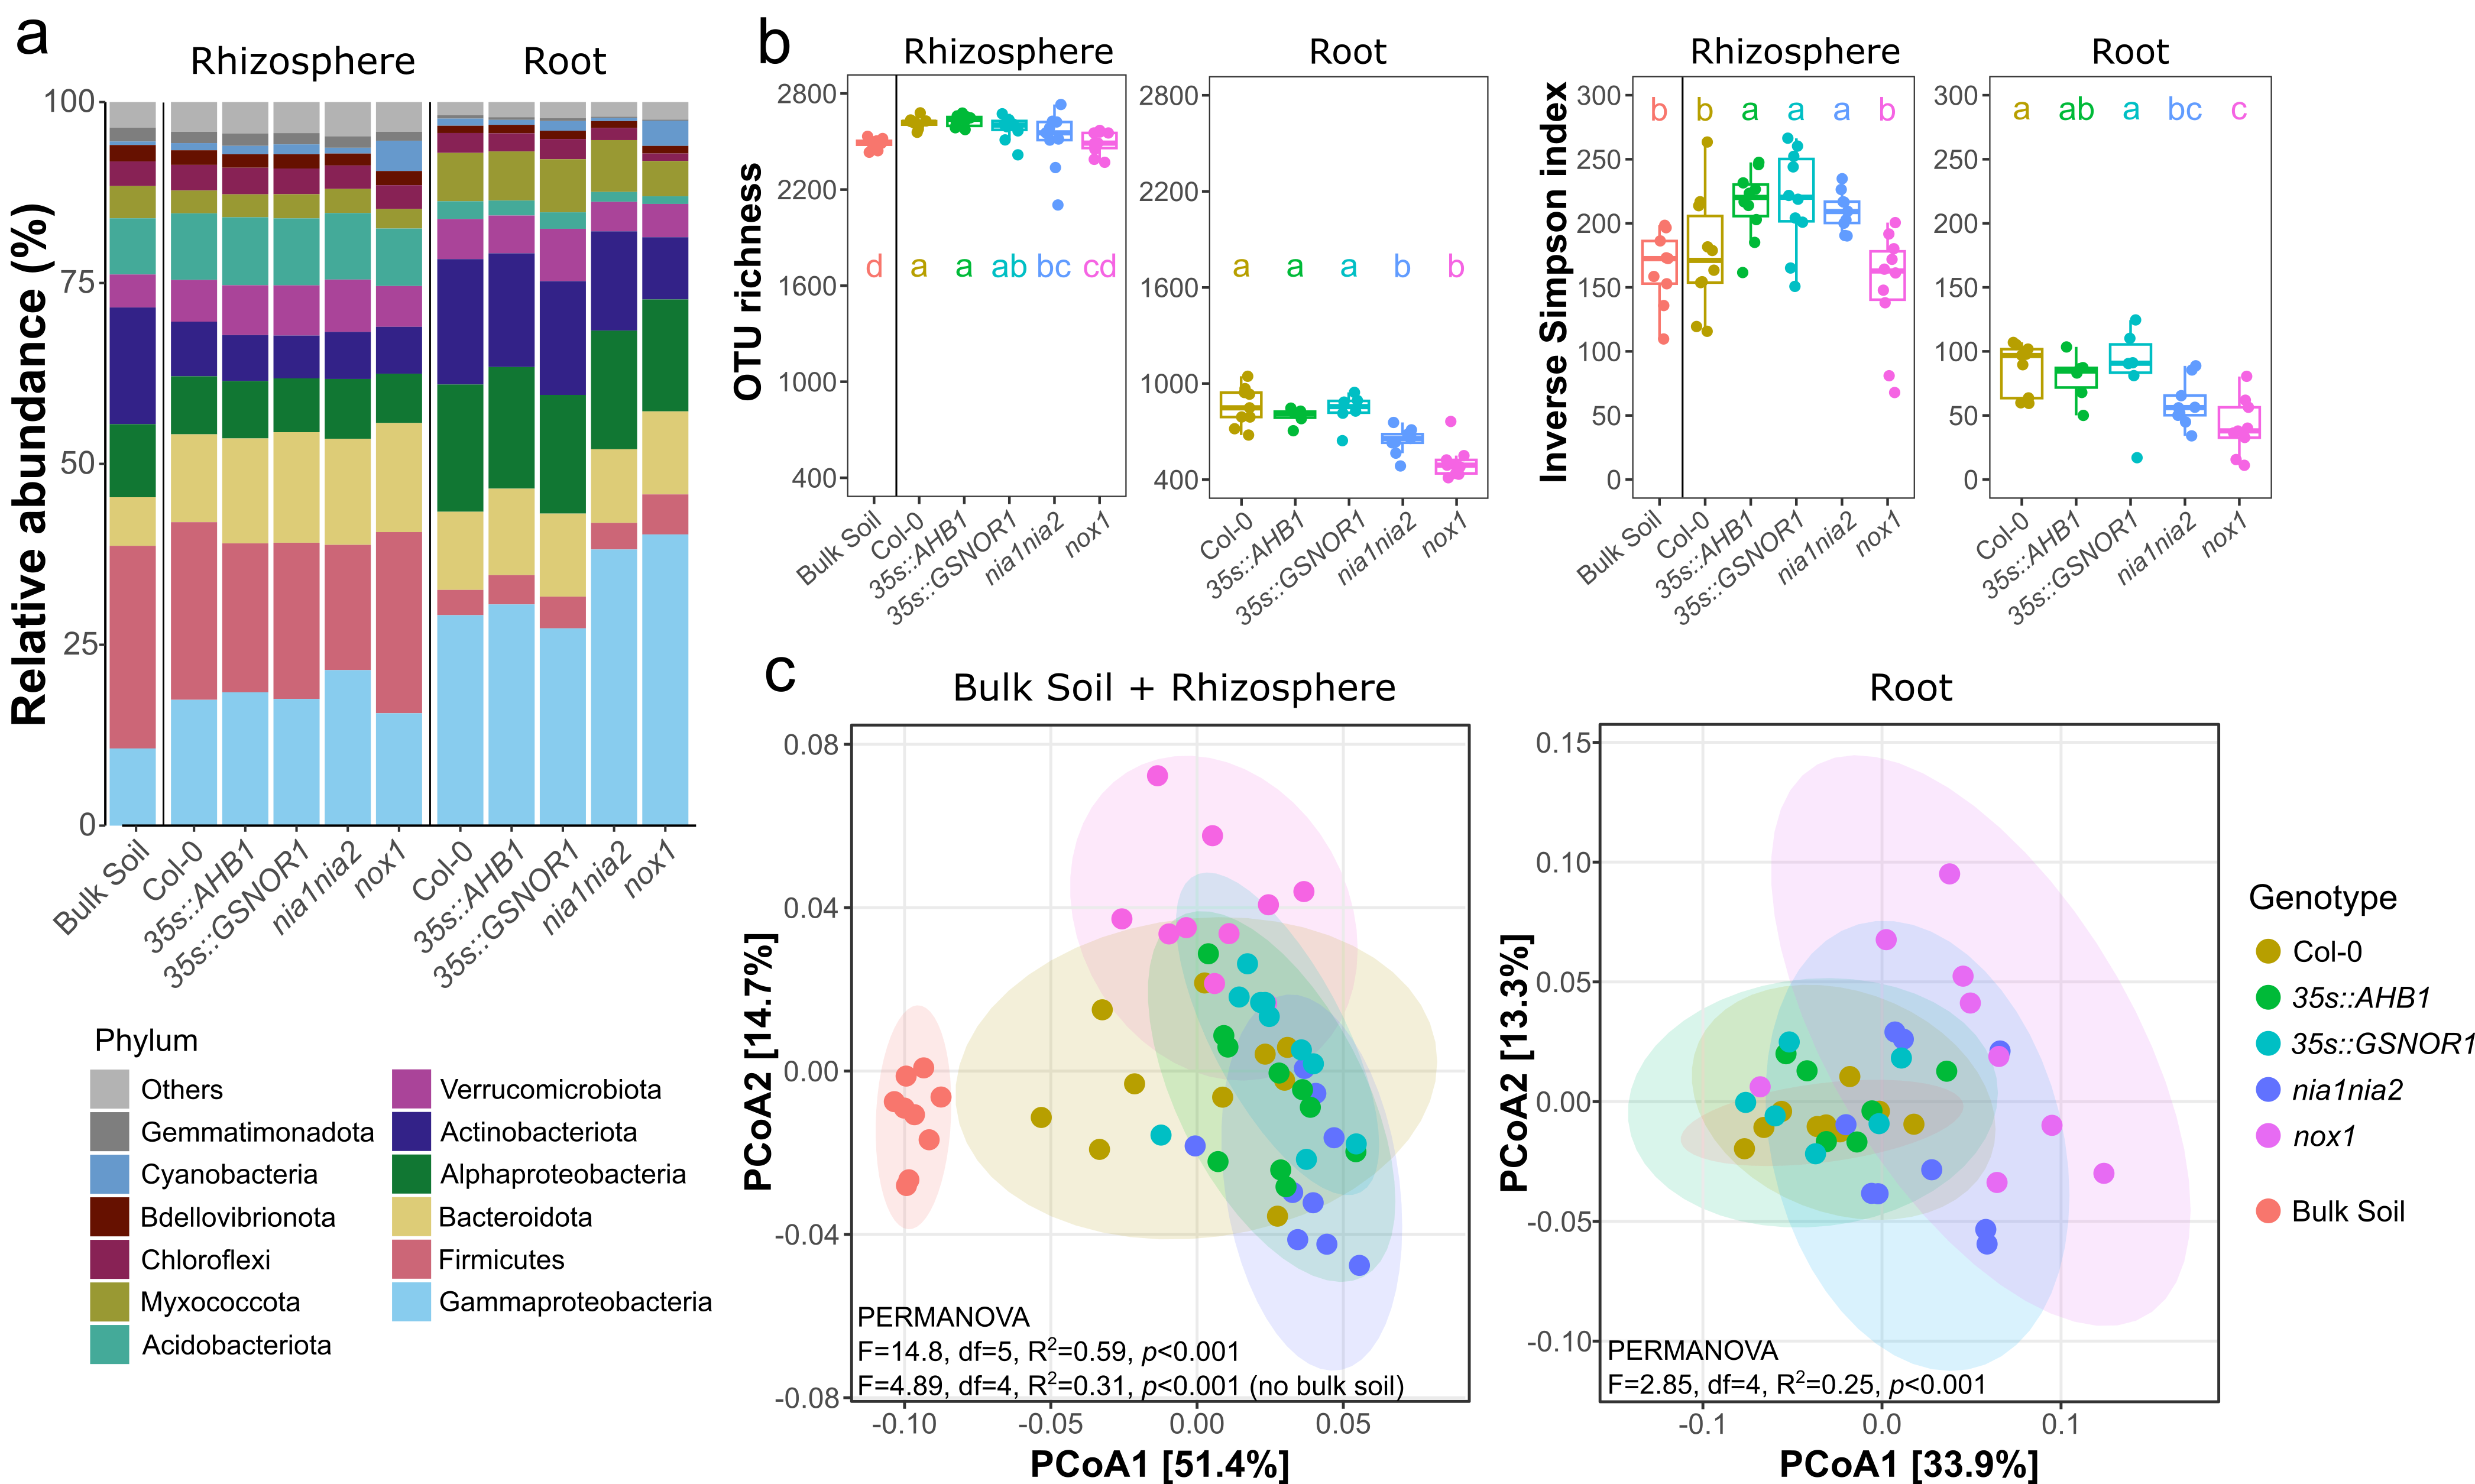 a
Rhizosphere Root
Relative abundance (%)
100
75
50
25
0
Bulk Soil Col-0 35s::AHB1 35s::GSNOR1 nia1nia2 nox1 Col-0 35s::AHB1 35s::GSNOR1 nia1nia2 nox1
Phylum
Others
Gemmatimonadota
Cyanobacteria
Bdellovibrionota
Chloroflexi
Myxococcota
Acidobacteriota
Verrucomicrobiota
Actinobacteriota
Alphaproteobacteria
Bacteroidota
Firmicutes
Gammaproteobacteria
b
Rhizosphere
OTU richness
2800
2200
1600
1000
400
d a a ab bc cd
Bulk Soil Col-0 35s::AHB1 35s::GSNOR1 nia1nia2 nox1
Root
2800
2200
1600
1000
400
a a a b b
Col-0 35s::AHB1 35s::GSNOR1 nia1nia2 nox1
Rhizosphere
Inverse Simpson index
300
250
200
150
100
50
0
b b a a a b
Bulk Soil Col-0 35s::AHB1 35s::GSNOR1 nia1nia2 nox1
Root
300
250
200
150
100
50
0
a ab a bc c
Col-0 35s::AHB1 35s::GSNOR1 nia1nia2 nox1
c
Bulk Soil + Rhizosphere
PCoA2 [14.7%]
0.08
0.04
0.00
-0.04
-0.08
PERMANOVA
F=14.8, df=5, R²=0.59, p<0.001
F=4.89, df=4, R²=0.31, p<0.001 (no bulk soil)
-0.10 -0.05 0.00 0.05
PCoA1 [51.4%]
Root
PCoA2 [13.3%]
0.15
0.10
0.05
0.00
-0.05
-0.10
PERMANOVA
F=2.85, df=4, R²=0.25, p<0.001
-0.1 0.0 0.1
PCoA1 [33.9%]
Genotype
Col-0
35s::AHB1
35s::GSNOR1
nia1nia2
nox1
Bulk Soil